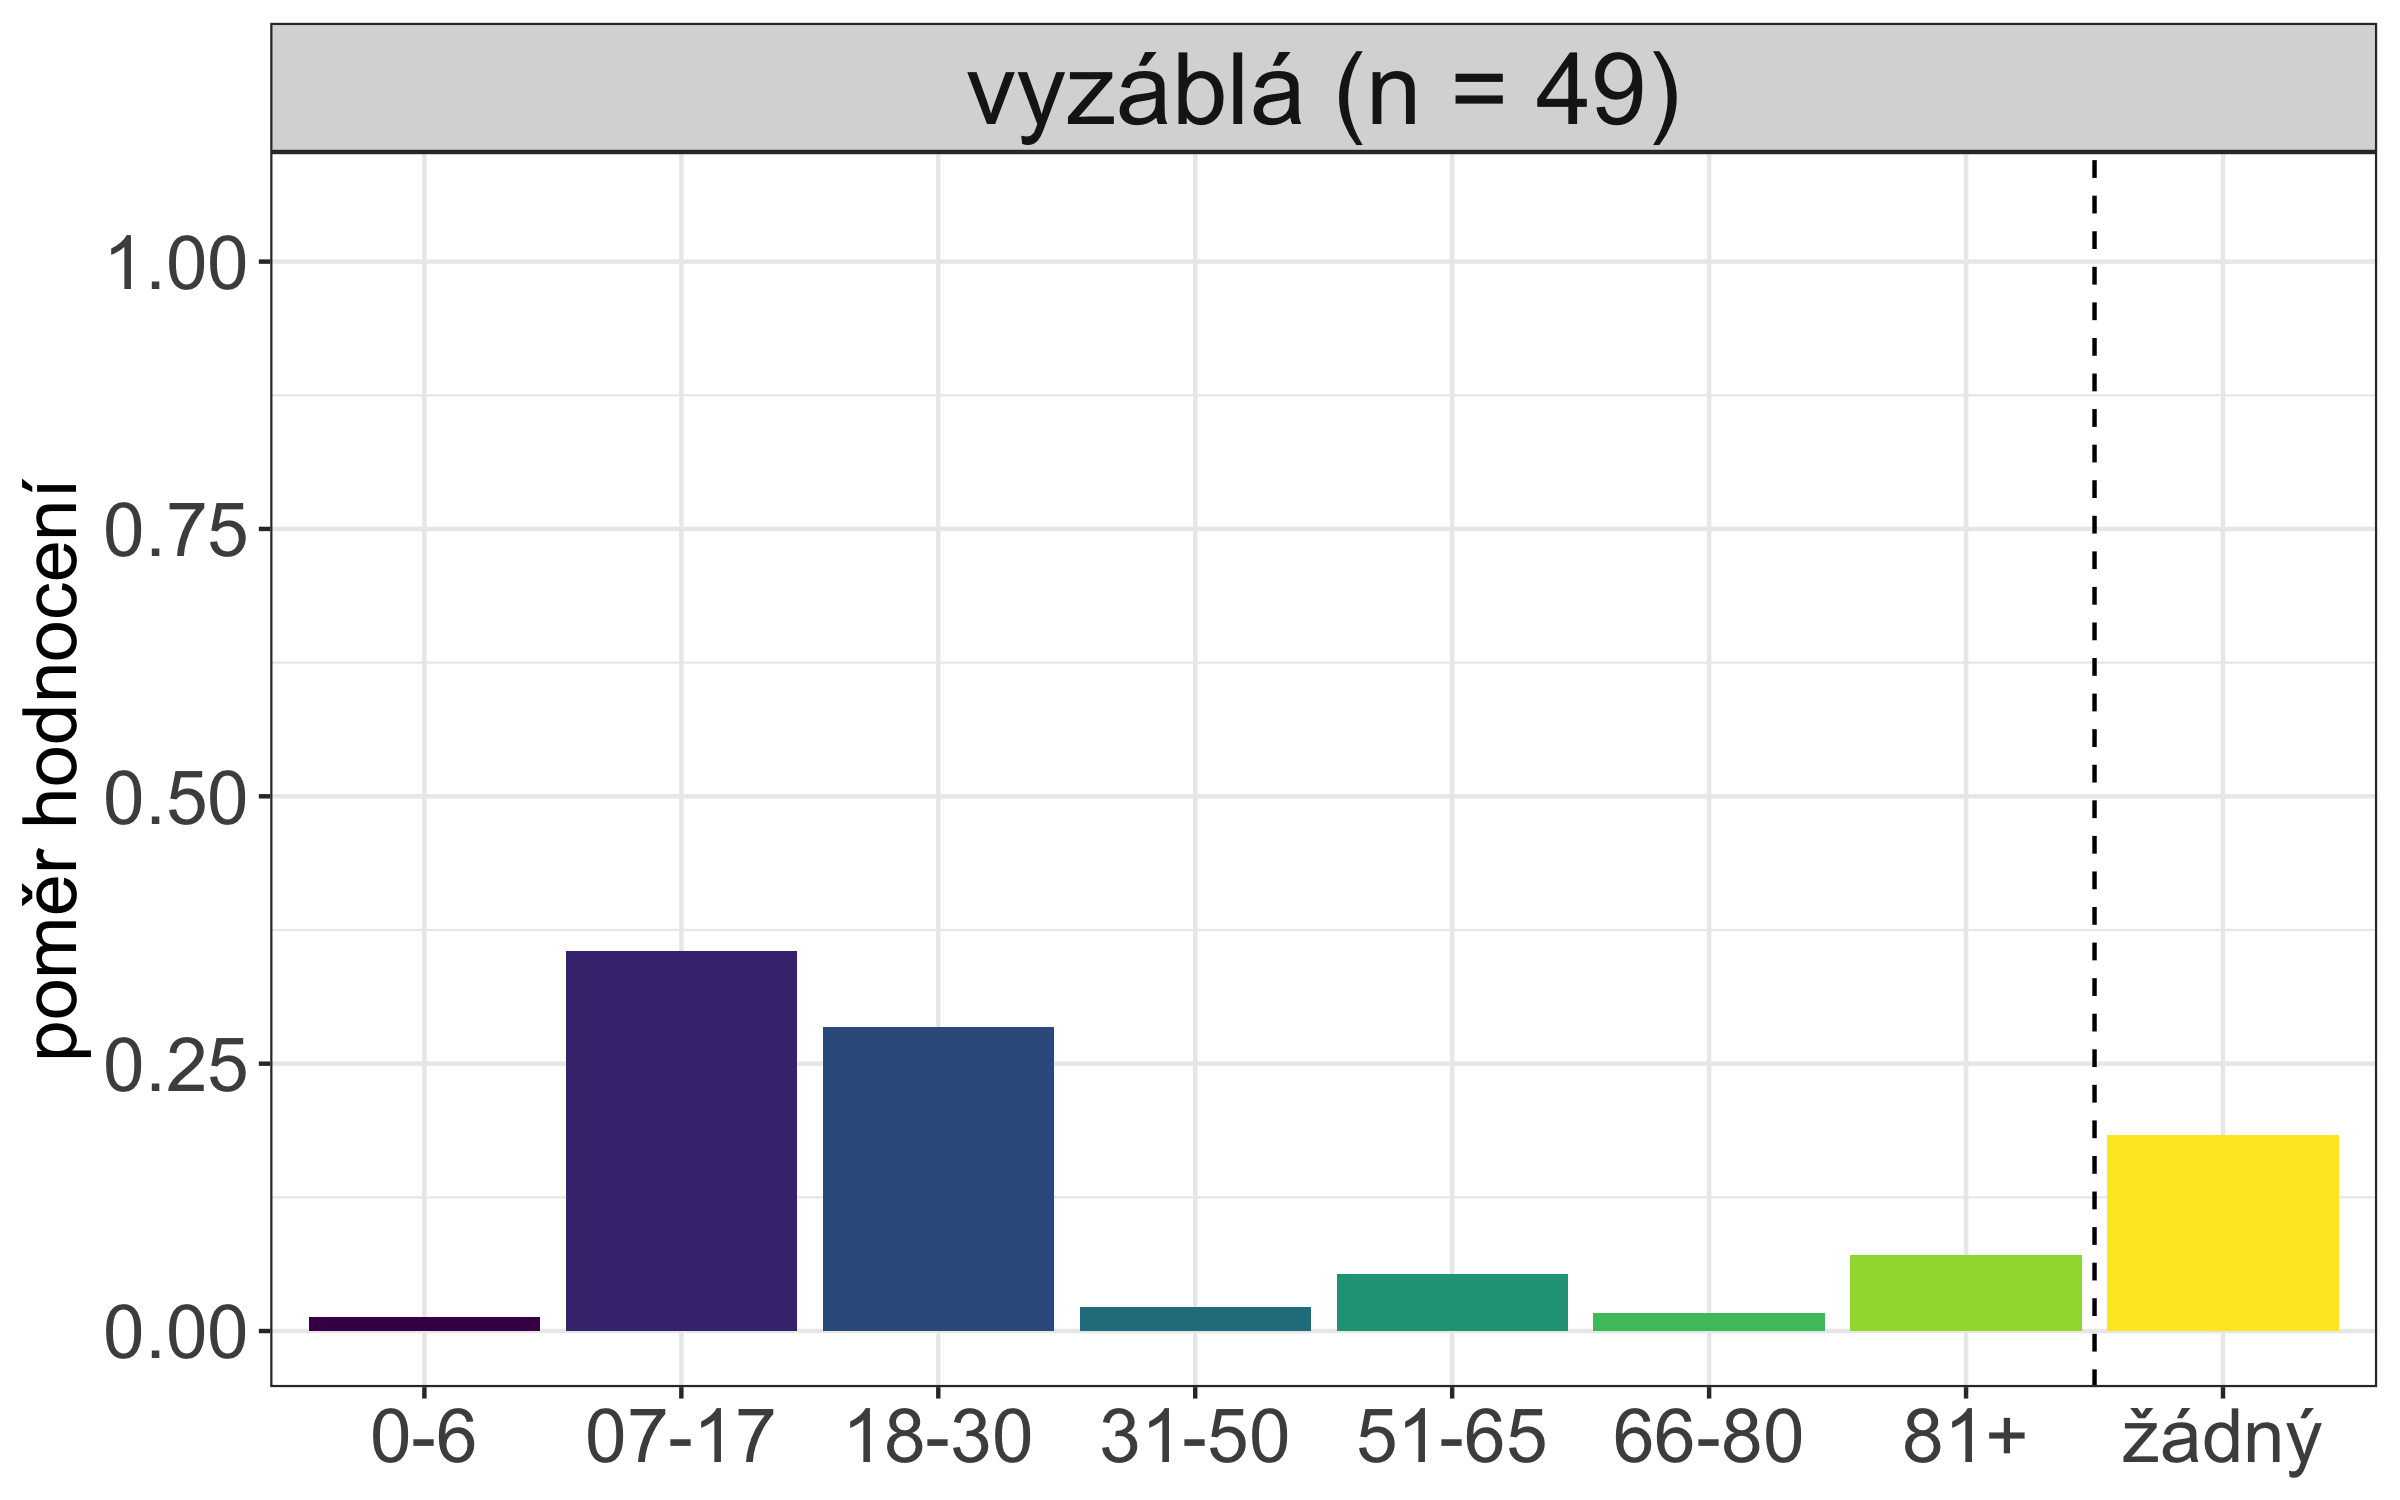 vyzáblá (n = 49)
poměr hodnocení
1.00
0.75
0.50
0.25
0.00
0-6 07-17 18-30 31-50 51-65 66-80 81+ žádný